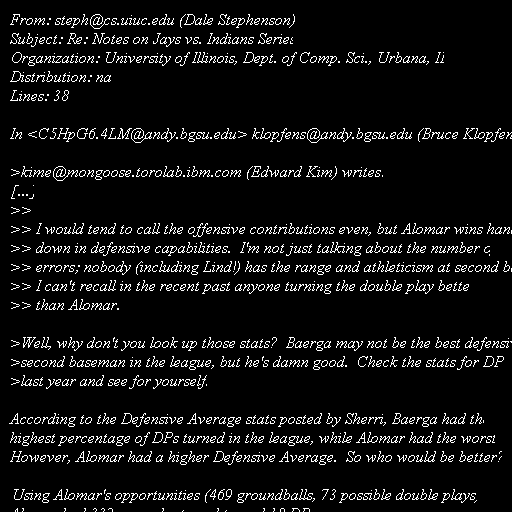 From: steph@cs.uiuc.edu (Dale Stephenson)
Subject: Re: Notes on Jays vs. Indians Series
Organization: University of Illinois, Dept. of Comp. Sci., Urbana, Il
Distribution: na
Lines: 38

In <C5HpG6.4LM@andy.bgsu.edu> klopfens@andy.bgsu.edu (Bruce Klopfen

>kime@mongoose.torolab.ibm.com (Edward Kim) writes.
[...]
>>
>> I would tend to call the offensive contributions even, but Alomar wins han
>> down in defensive capabilities.  I'm not just talking about the number o
>> errors; nobody (including Lind!) has the range and athleticism at second b
>> I can't recall in the recent past anyone turning the double play bette
>> than Alomar.

>Well, why don't you look up those stats?  Baerga may not be the best defensiv
>second baseman in the league, but he's damn good.  Check the stats for DP
>last year and see for yourself.

According to the Defensive Average stats posted by Sherri, Baerga had the
highest percentage of DPs turned in the league, while Alomar had the worst
However, Alomar had a higher Defensive Average.  So who would be better?

Using Alomar's opportunities (469 groundballs, 73 possible double plays,